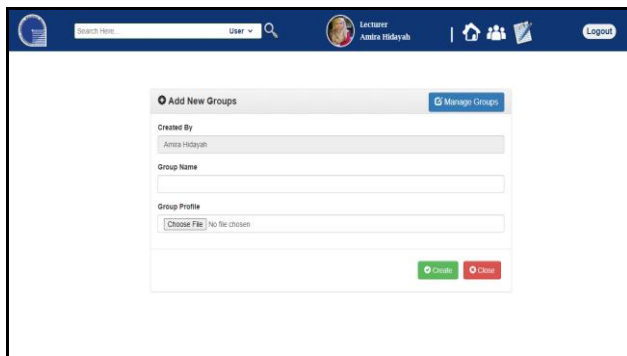 Search Here..
User
Lecturer
Amira Hidayah
Logout
Add New Groups
Manage Groups
Created By
Amira Hidayah
Group Name
Group Profile
Choose File No file chosen
Create
Close